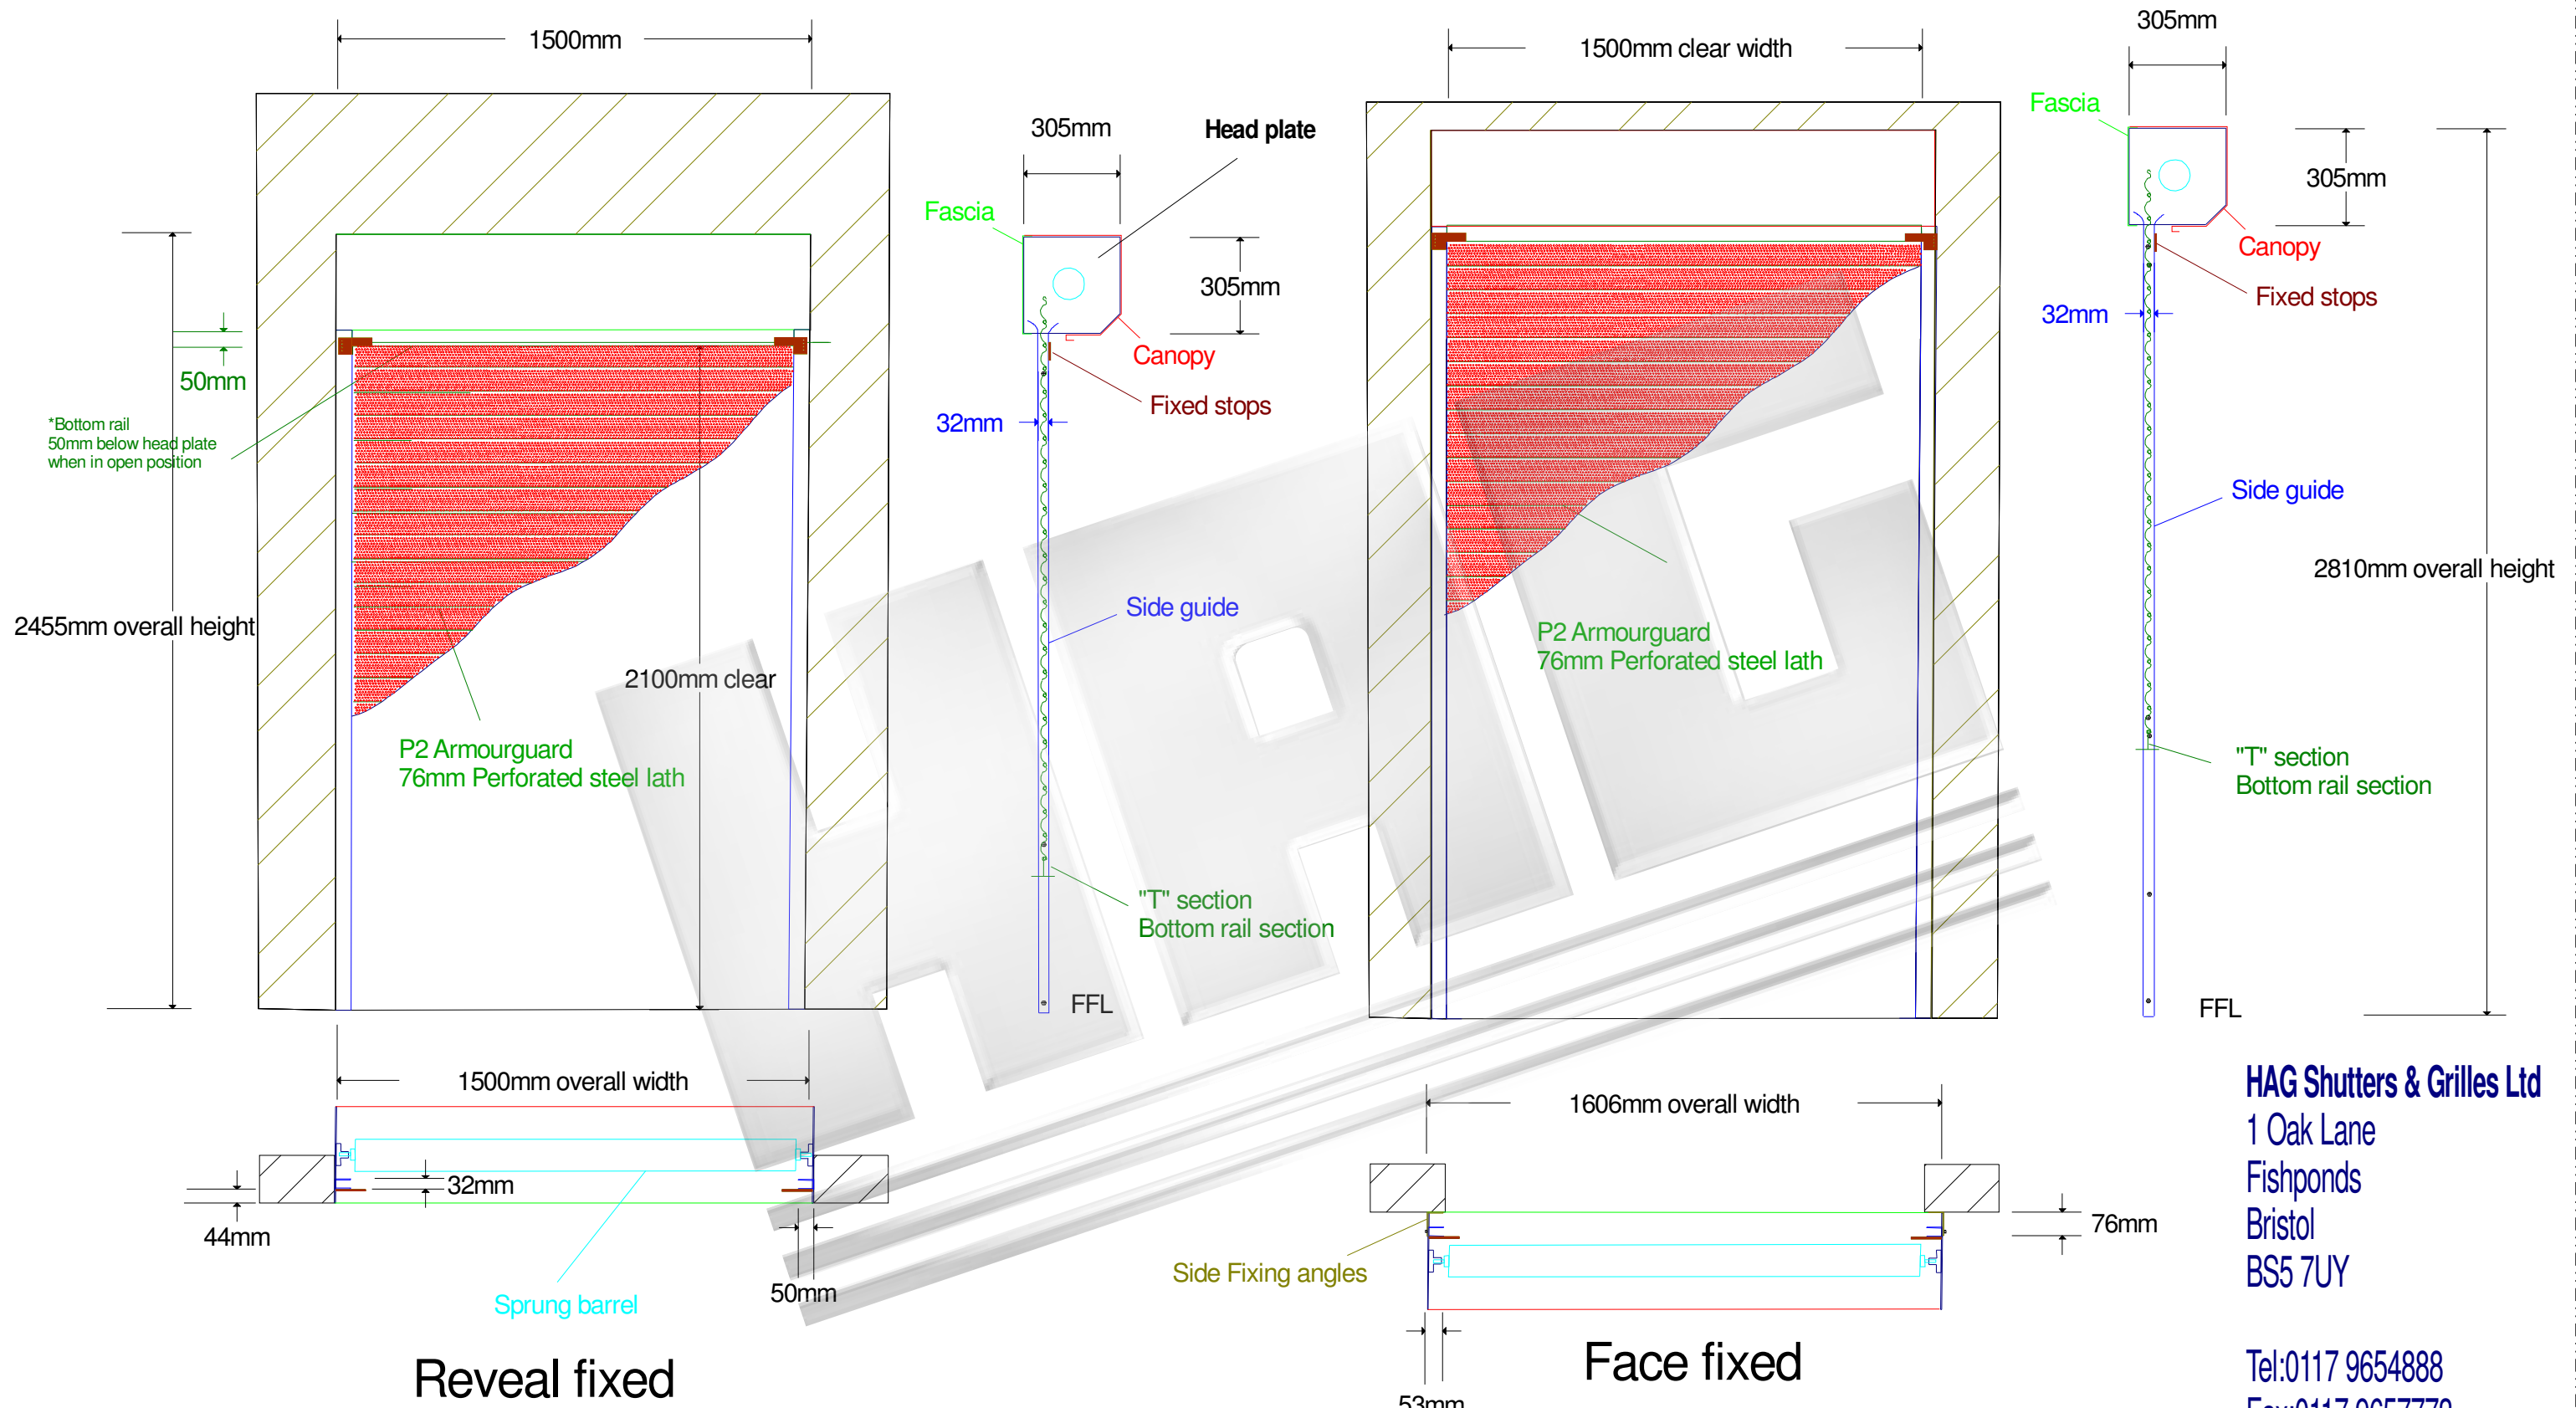 1500mm
305mm
Head plate
Fascia
305mm
Canopy
Fixed stops
32mm
50mm
*Bottom rail
50mm below head plate
when in open position
2455mm overall height
2100mm clear
P2 Armourguard
76mm Perforated steel lath
Side guide
"T" section
Bottom rail section
FFL
1500mm overall width
32mm
44mm
50mm
Sprung barrel
Reveal fixed
1500mm clear width
305mm
Fascia
305mm
Canopy
Fixed stops
32mm
Side guide
2810mm overall height
P2 Armourguard
76mm Perforated steel lath
"T" section
Bottom rail section
FFL
1606mm overall width
76mm
Side Fixing angles
53mm
Face fixed
HAG
HAG Shutters & Grilles Ltd
1 Oak Lane
Fishponds
Bristol
BS5 7UY
Tel:0117 9654888
Fax:0117 9657773